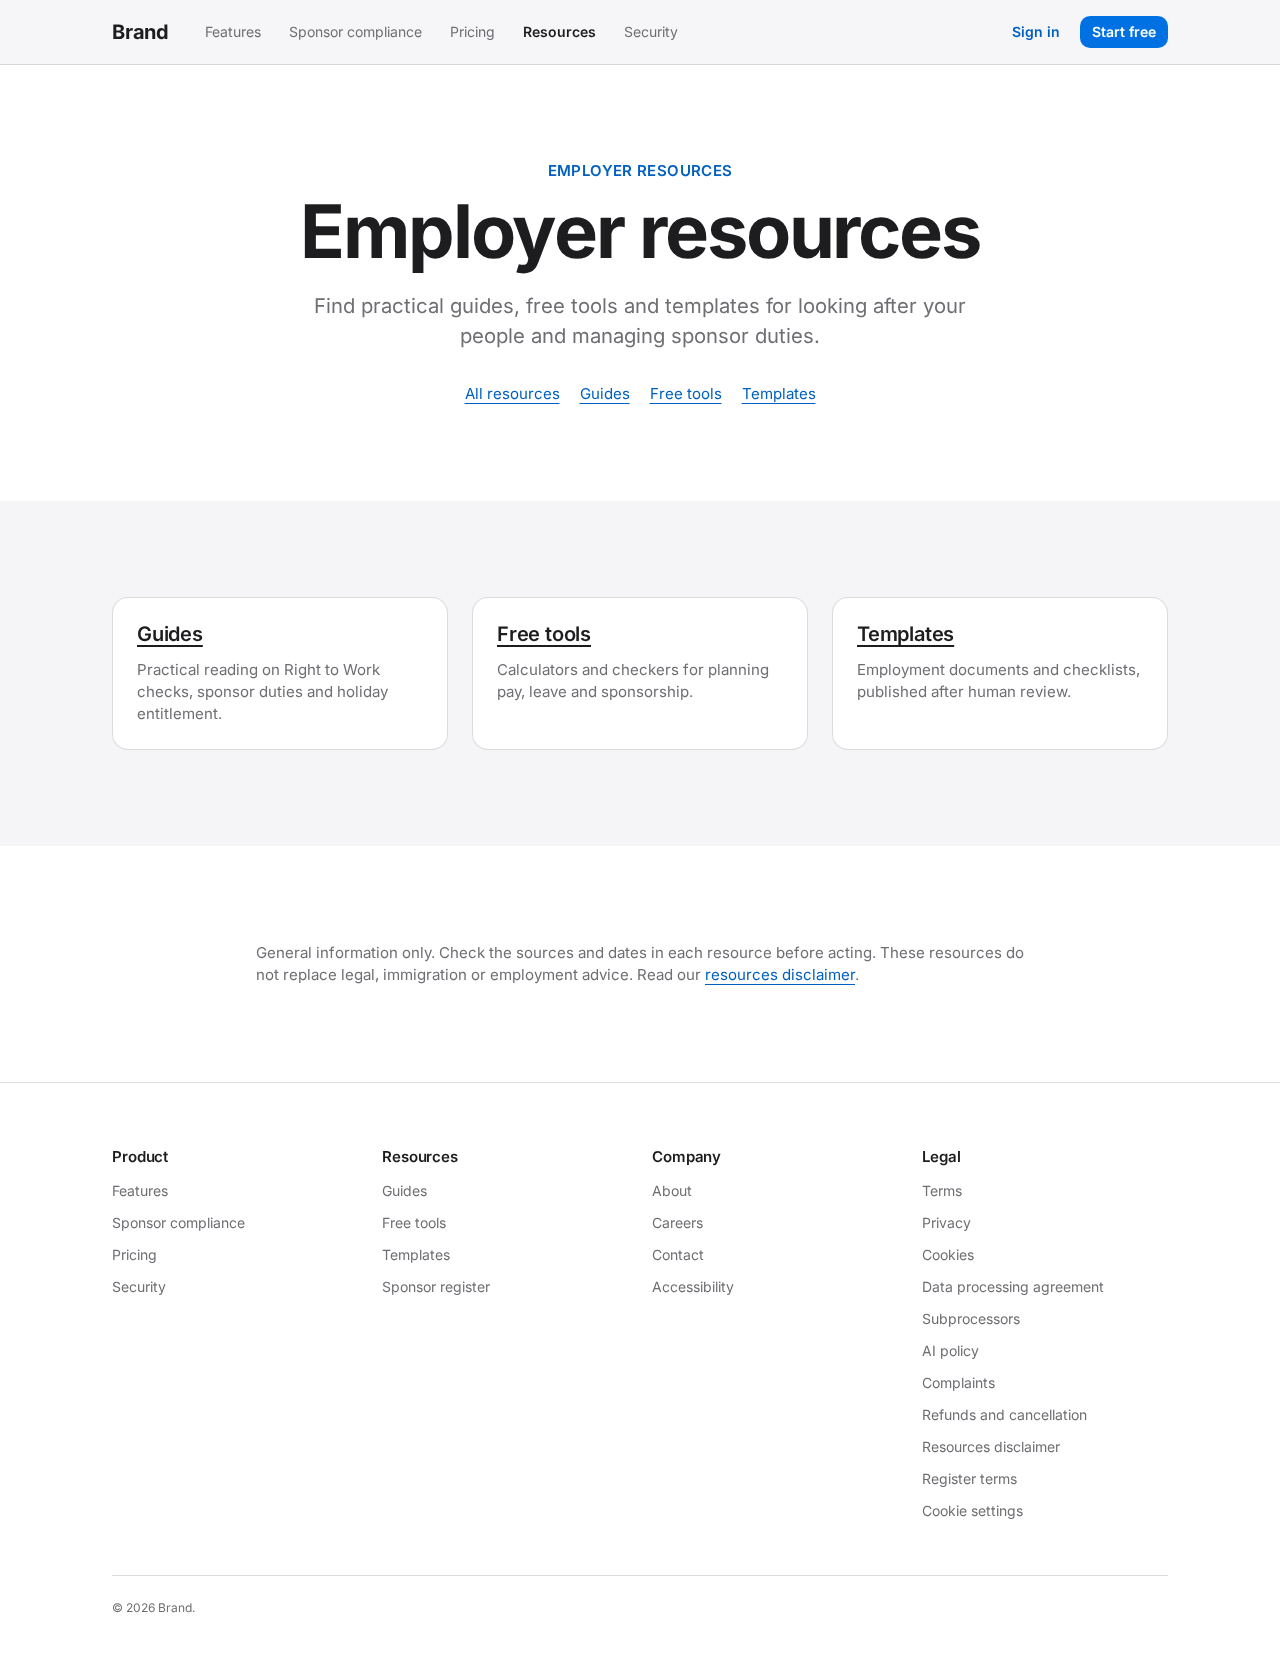 Brand
Features
Sponsor compliance
Pricing
Resources
Security
Sign in
Start free
EMPLOYER RESOURCES
Employer resources
Find practical guides, free tools and templates for looking after your
people and managing sponsor duties.
All resources
Guides
Free tools
Templates
Guides
Practical reading on Right to Work
checks, sponsor duties and holiday
entitlement.
Free tools
Calculators and checkers for planning
pay, leave and sponsorship.
Templates
Employment documents and checklists,
published after human review.
General information only. Check the sources and dates in each resource before acting. These resources do
not replace legal, immigration or employment advice. Read our resources disclaimer.
Product
Features
Sponsor compliance
Pricing
Security
Resources
Guides
Free tools
Templates
Sponsor register
Company
About
Careers
Contact
Accessibility
Legal
Terms
Privacy
Cookies
Data processing agreement
Subprocessors
AI policy
Complaints
Refunds and cancellation
Resources disclaimer
Register terms
Cookie settings
© 2026 Brand.